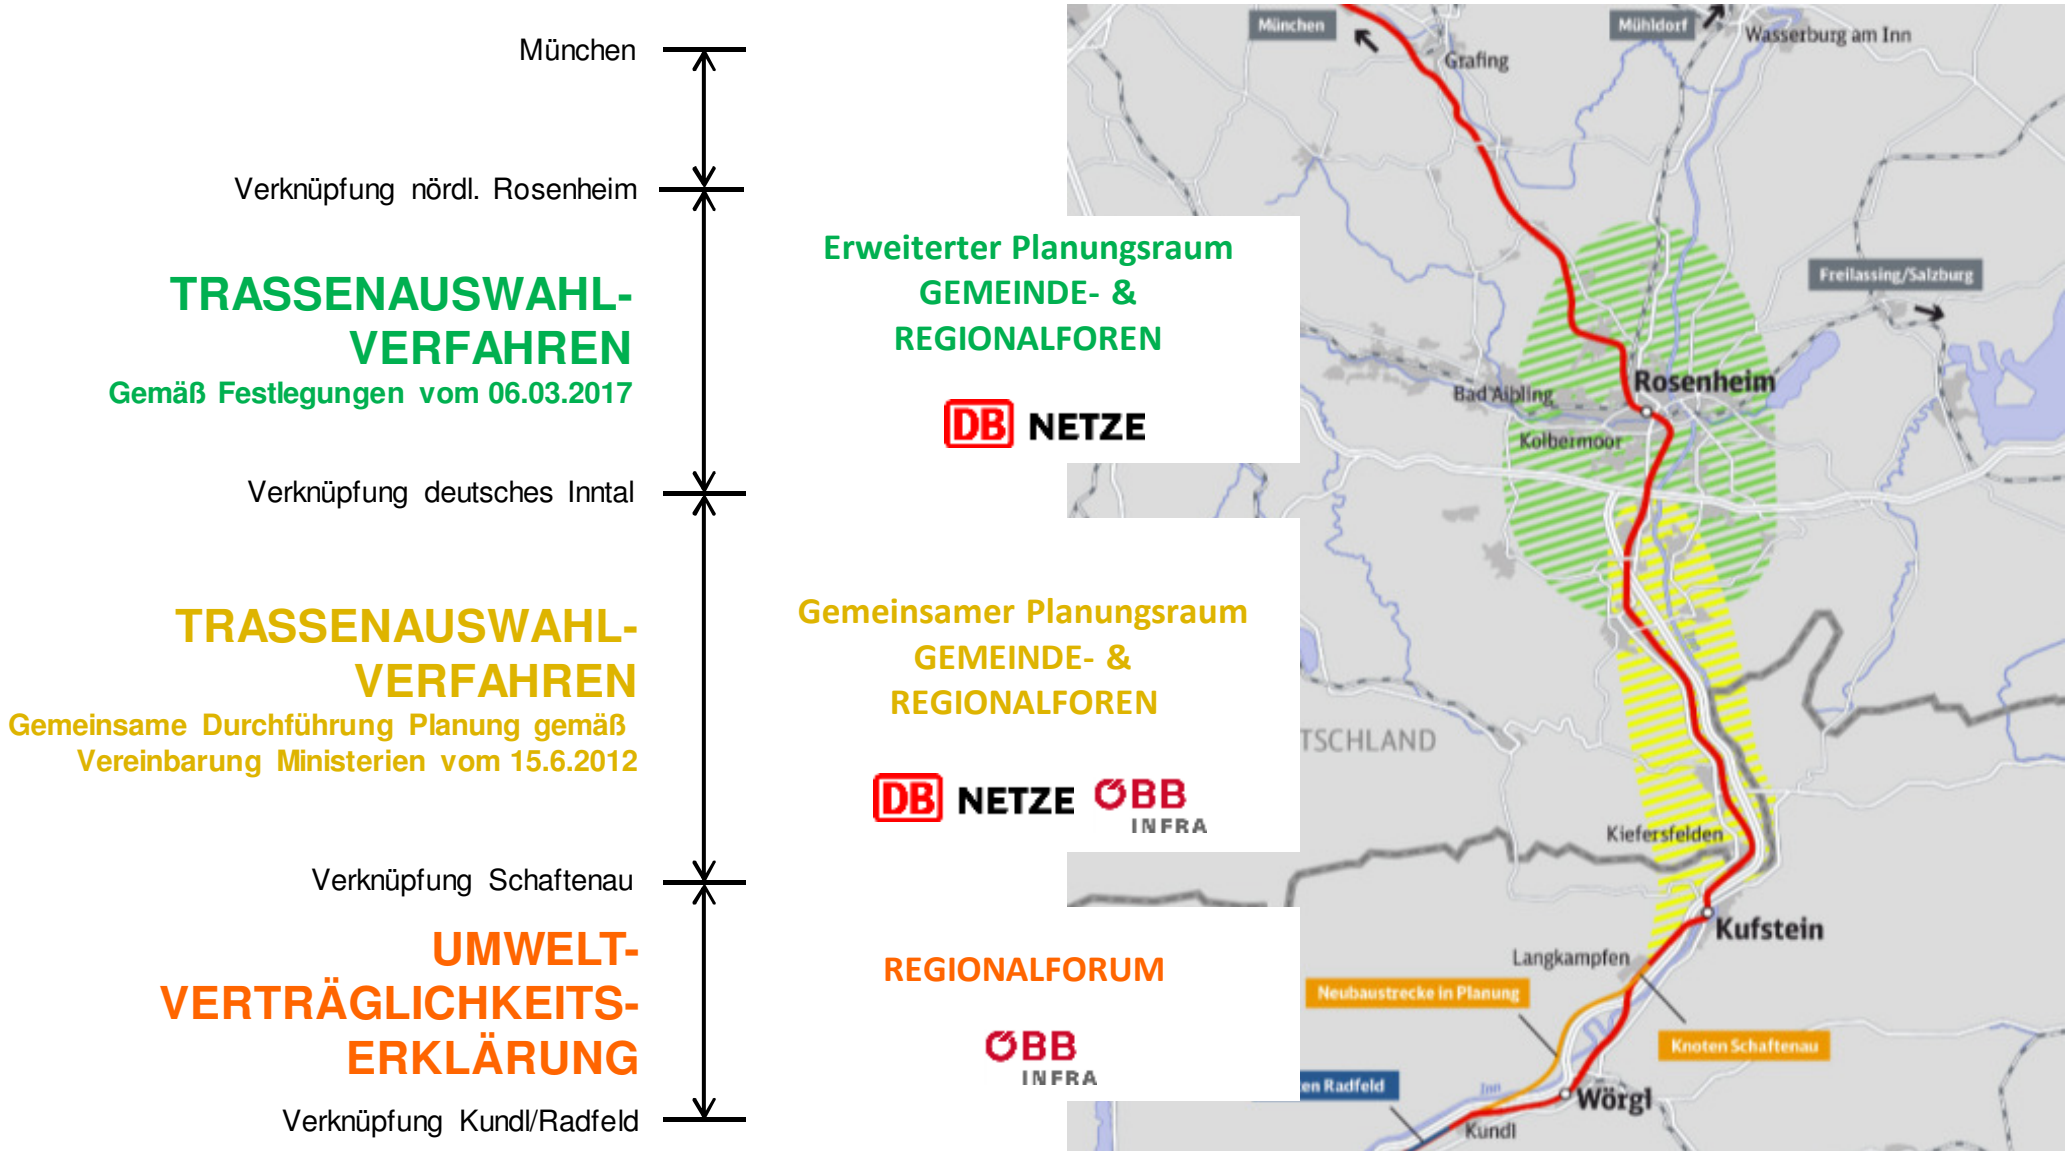 München
Verknüpfung nördl. Rosenheim
TRASSENAUSWAHL-
VERFAHREN
Gemäß Festlegungen vom 06.03.2017
Verknüpfung deutsches Inntal
TRASSENAUSWAHL-
VERFAHREN
Gemeinsame Durchführung Planung gemäß
Vereinbarung Ministerien vom 15.6.2012
Verknüpfung Schaftenau
UMWELT-
VERTRÄGLICHKEITS-
ERKLÄRUNG
Verknüpfung Kundl/Radfeld
Erweiterter Planungsraum
GEMEINDE- &
REGIONALFOREN
DB NETZE
Gemeinsamer Planungsraum
GEMEINDE- &
REGIONALFOREN
DB NETZE ÖBB
INFRA
REGIONALFORUM
ÖBB
INFRA
München
Mühldorf
Wasserburg am Inn
Grafing
Freilassing/Salzburg
Rosenheim
Bad Aibling
Kolbermoor
TSCHLAND
Kiefersfelden
Kufstein
Langkampfen
Neubaustrecke in Planung
Knoten Schaftenau
en Radfeld
Inn
Wörgl
Kundl